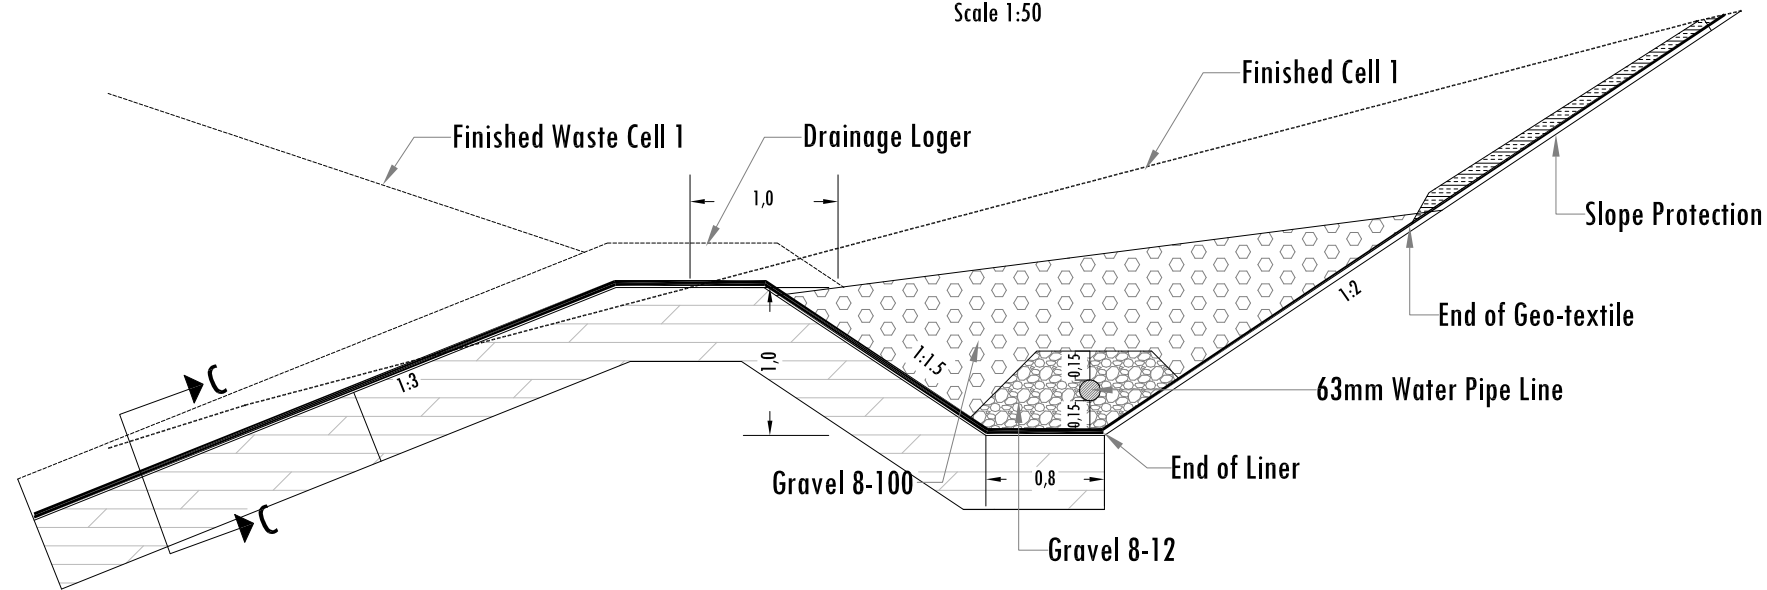 Scale 1:50
Finished Cell 1
Finished Waste Cell 1
Drainage Loger
1,0
Slope Protection
1:2
End of Geo-textile
1,0
1:1.5
1:3
C
0,15
63mm Water Pipe Line
0,15
End of Liner
Gravel 8-100
0,8
C
Gravel 8-12